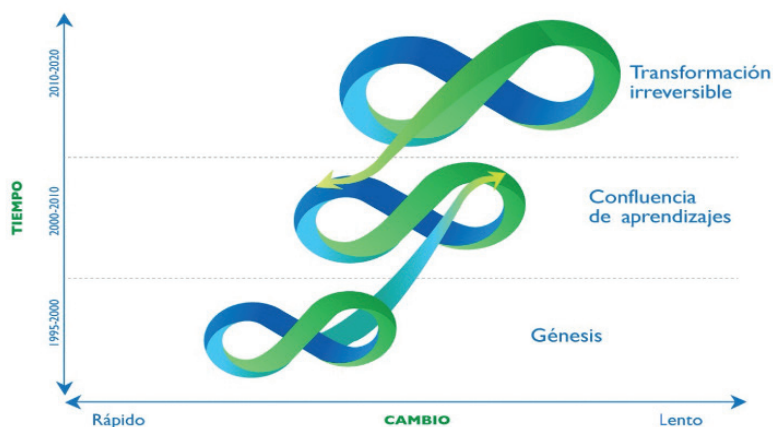 2010-2020
Transformación
irreversible
TIEMPO
2000-2010
Confluencia
de aprendizajes
1995-2000
Génesis
Rápido
CAMBIO
Lento